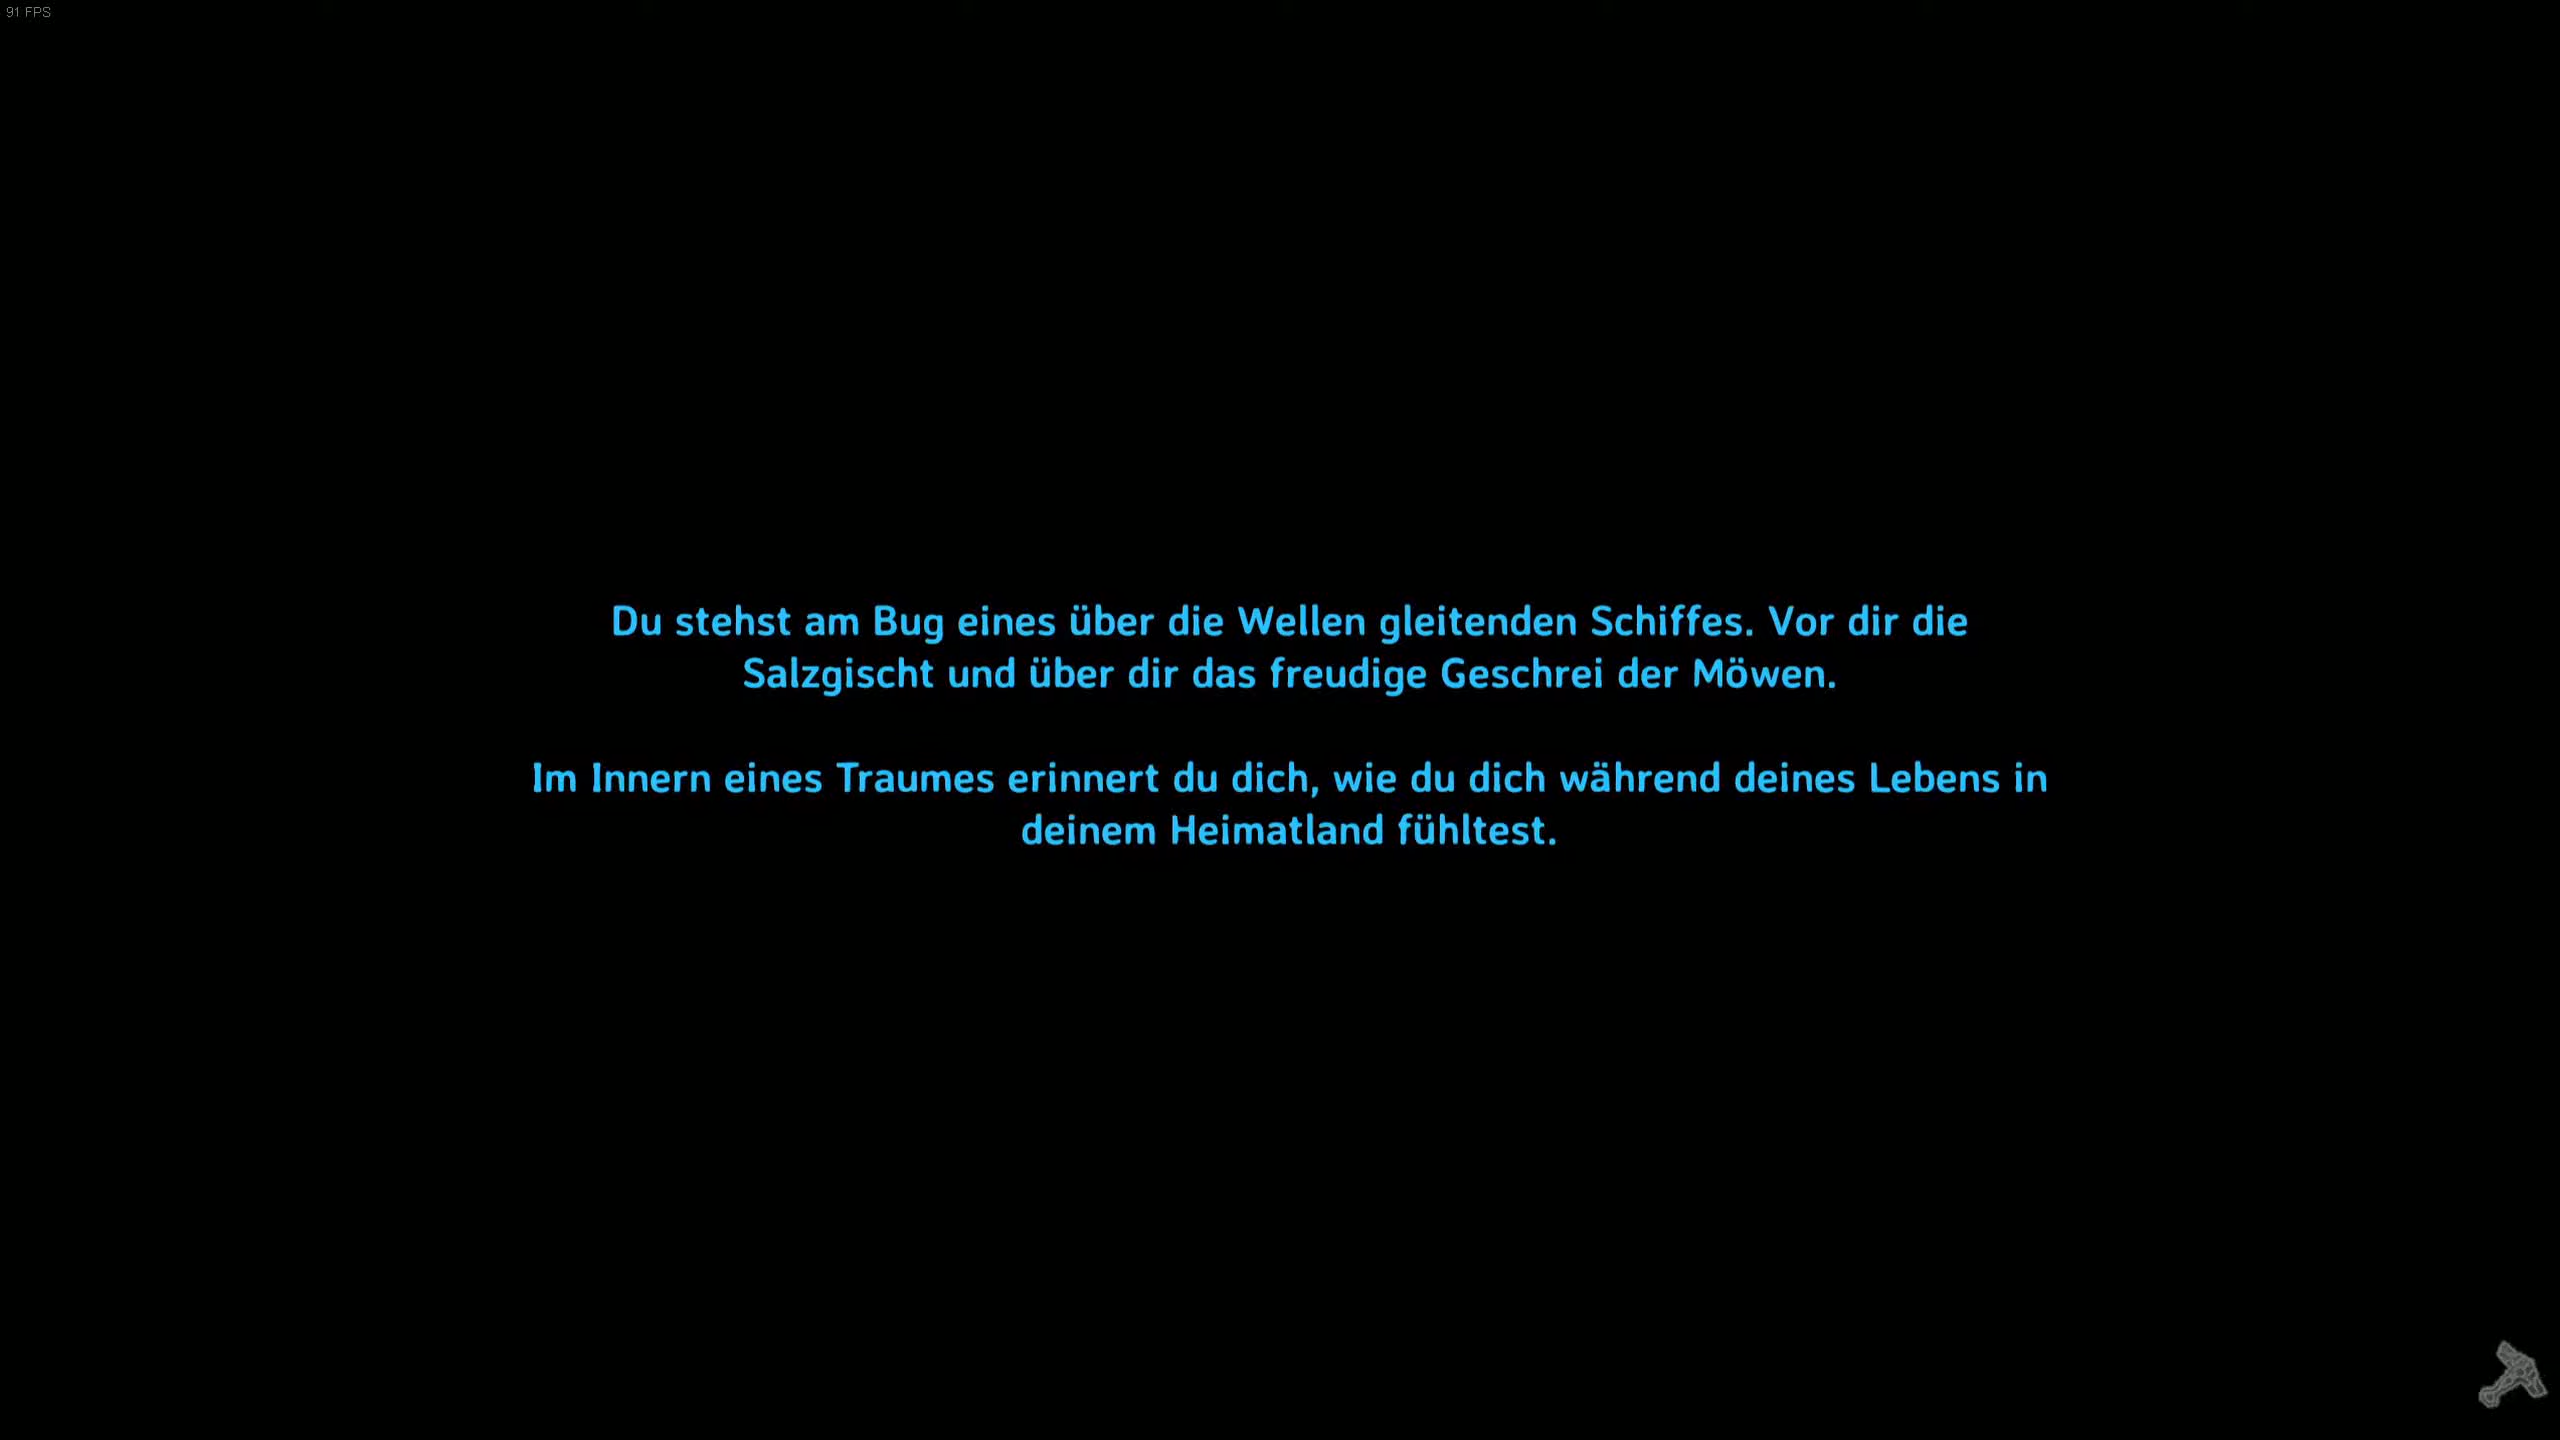 91 FPS
Du stehst am Bug eines über die Wellen gleitenden Schiffes. Vor dir die
Salzgischt und über dir das freudige Geschrei der Möwen.
Im Innern eines Traumes erinnert du dich, wie du dich während deines Lebens in
deinem Heimatland fühltest.